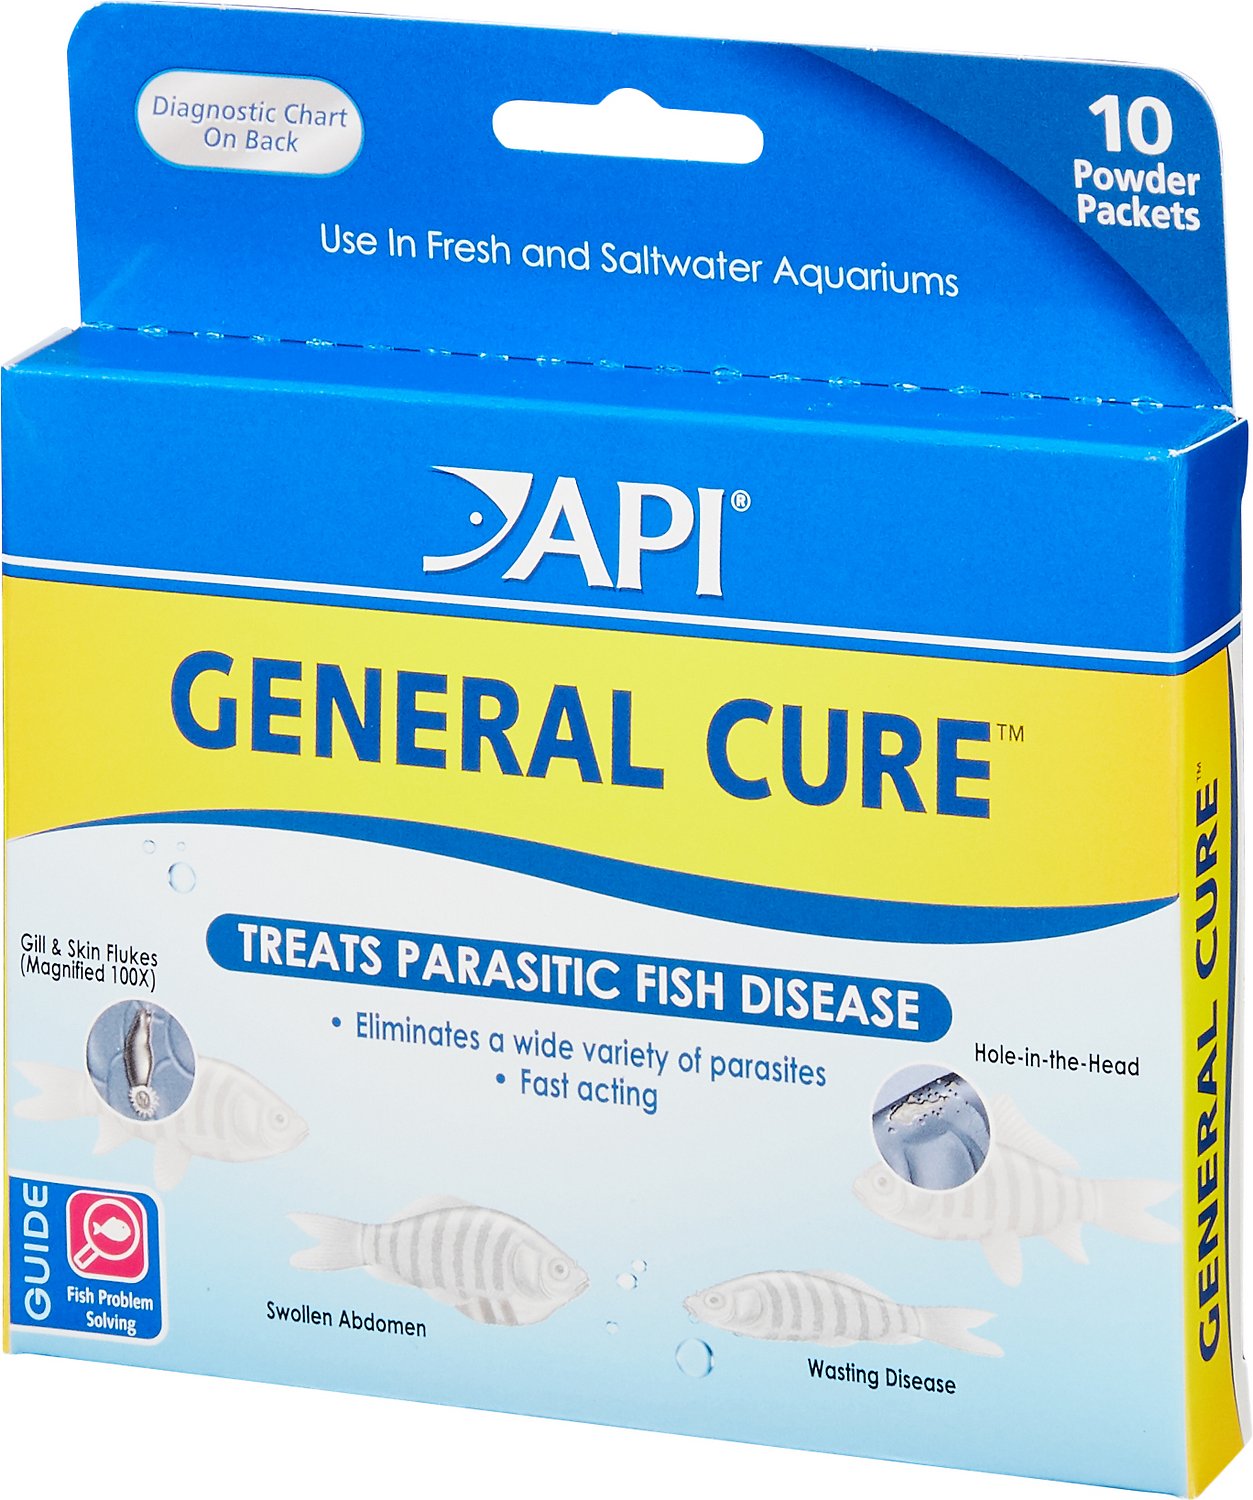 Diagnostic Chart
On Back
10
Powder
Packets
Use In Fresh and Saltwater Aquariums
API®
GENERAL CURE™
TREATS PARASITIC FISH DISEASE
• Eliminates a wide variety of parasites
• Fast acting
Gill & Skin Flukes
(Magnified 100X)
Hole-in-the-Head
GUIDE
Fish Problem
Solving
Swollen Abdomen
Wasting Disease
GENERAL CURE™